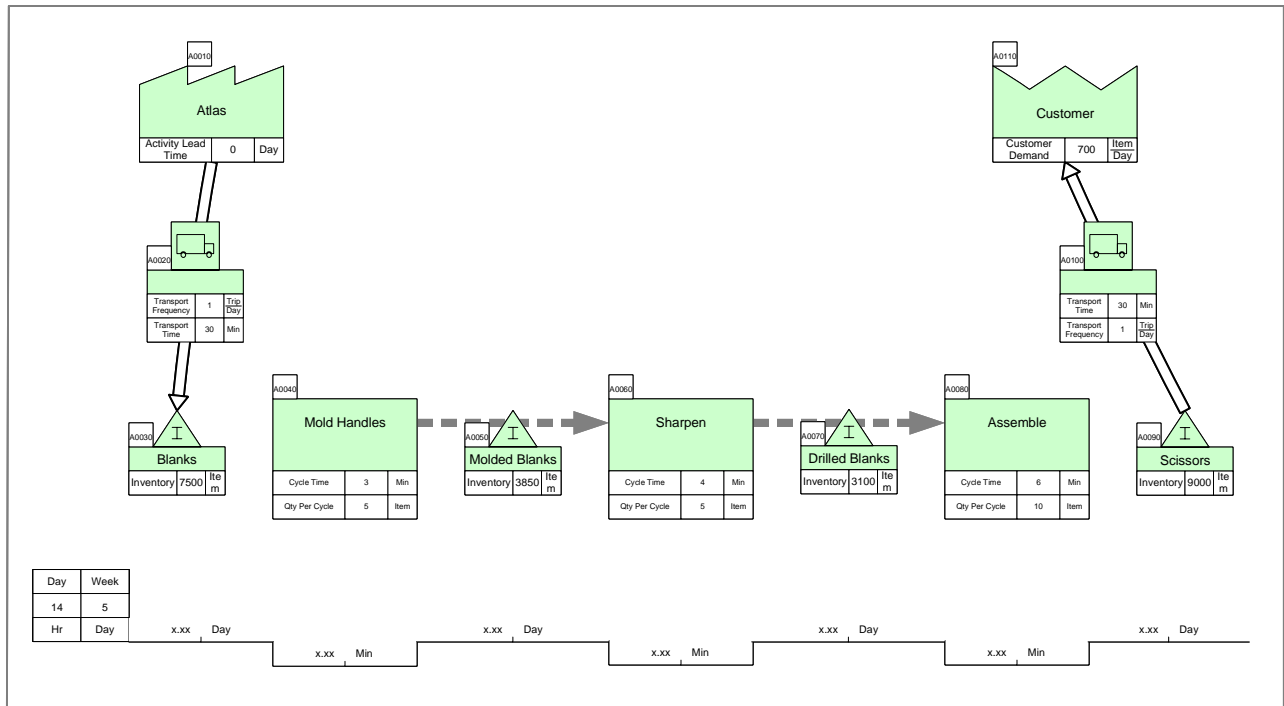 A0010
Atlas
Activity Lead
Time
0
Day
A0110
Customer
Customer
Demand
700
Item
Day
A0020
Transport
Frequency
1
Trip
Day
Transport
Time
30
Min
A0100
Transport
Time
30
Min
Transport
Frequency
1
Trip
Day
A0030
I
Blanks
Inventory
7500
Ite
m
A0040
Mold Handles
Cycle Time
3
Min
Qty Per Cycle
5
Item
A0050
I
Molded Blanks
Inventory
3850
Ite
m
A0060
Sharpen
Cycle Time
4
Min
Qty Per Cycle
5
Item
A0070
I
Drilled Blanks
Inventory
3100
Ite
m
A0080
Assemble
Cycle Time
6
Min
Qty Per Cycle
10
Item
A0090
I
Scissors
Inventory
9000
Ite
m
Day Week
14 5
Hr Day
x.xx Day
x.xx Min
x.xx Day
x.xx Min
x.xx Day
x.xx Min
x.xx Day